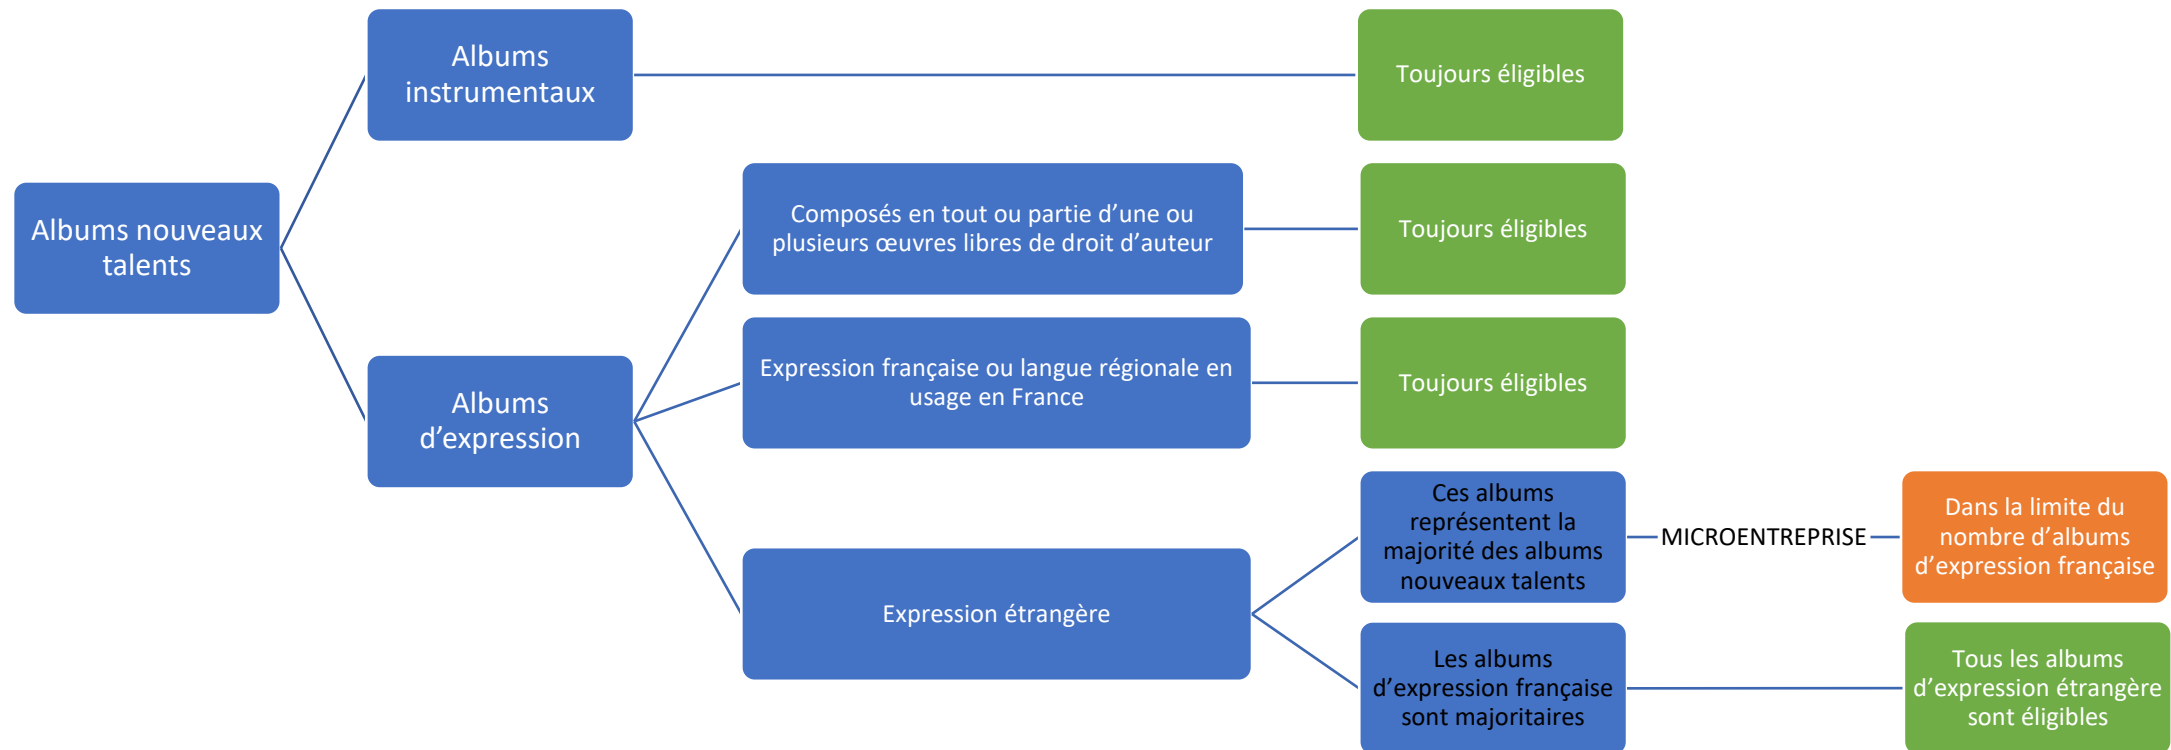 Albums
instrumentaux
Toujours éligibles
Albums nouveaux
talents
Composés en tout ou partie d’une ou
plusieurs œuvres libres de droit d’auteur
Toujours éligibles
Expression française ou langue régionale en
usage en France
Toujours éligibles
Albums
d’expression
Ces albums
représentent la
majorité des albums
nouveaux talents
MICROENTREPRISE
Dans la limite du
nombre d’albums
d’expression française
Expression étrangère
Les albums
d’expression française
sont majoritaires
Tous les albums
d’expression étrangère
sont éligibles